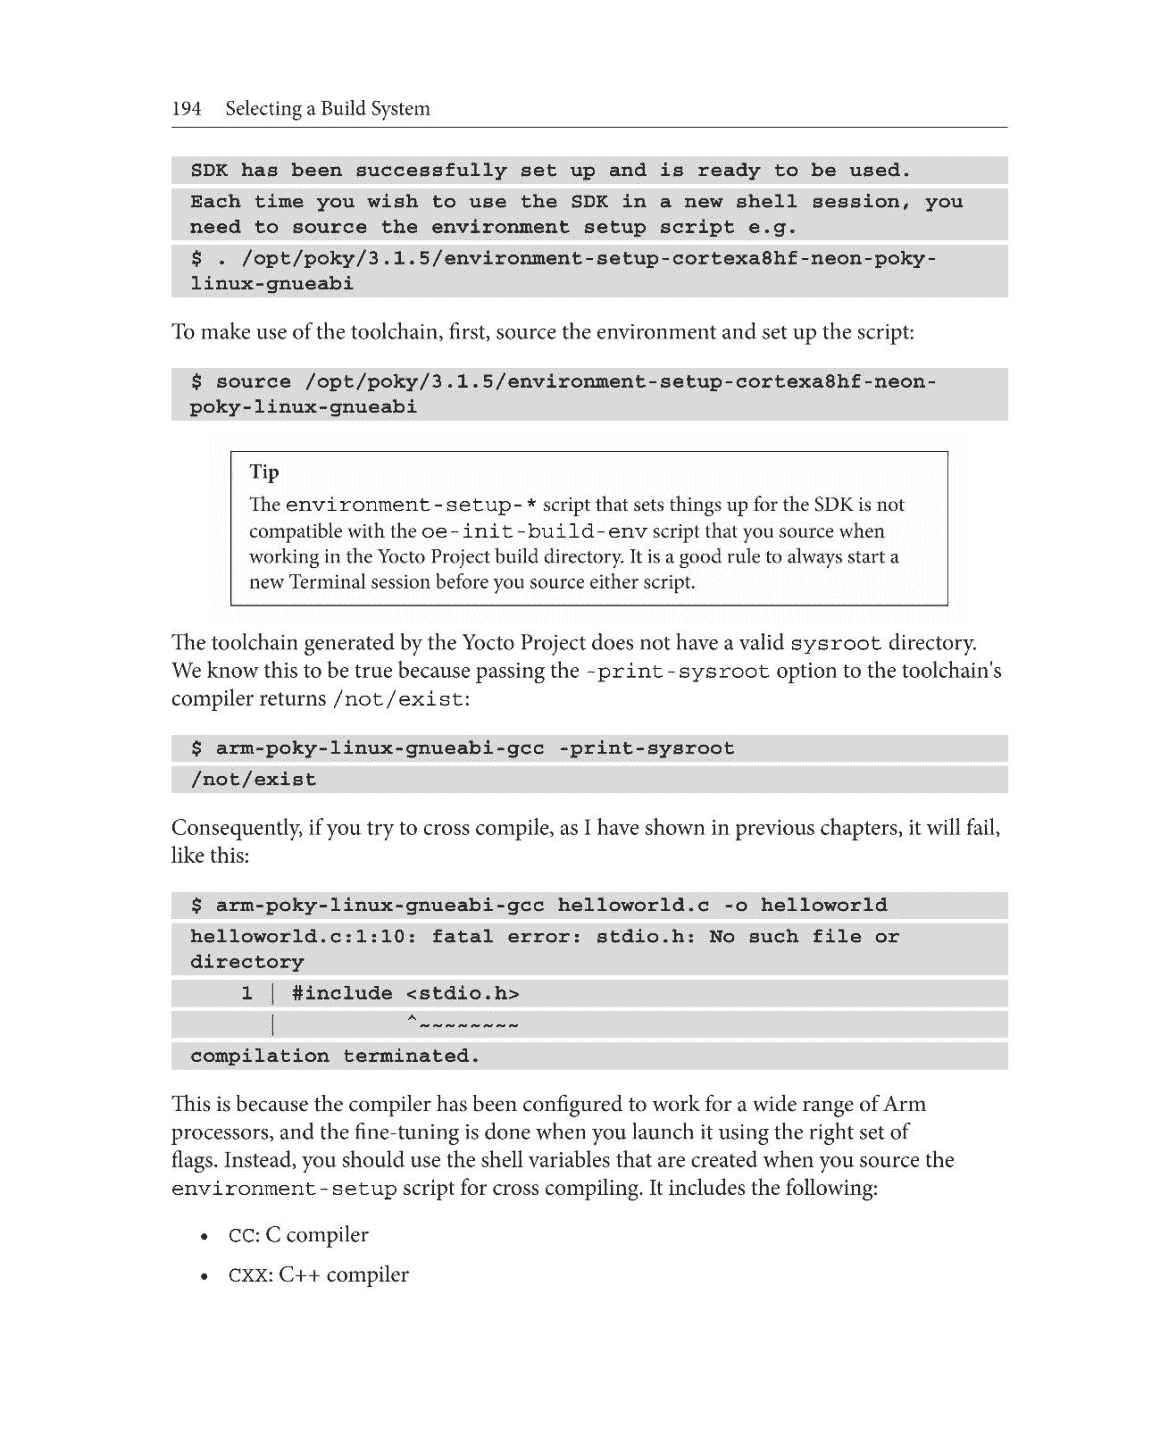 194 Selecting a Build System
SDK has been successfully set up and is ready to be used.
Each time you wish to use the SDK in a new shell session, you
need to source the environment setup script e.g.
$ . /opt/poky/3.1.5/environment-setup-cortexa8hf-neon-poky-
linux-gnueabi
To make use of the toolchain, first, source the environment and set up the script:
$ source /opt/poky/3.1.5/environment-setup-cortexa8hf-neon-
poky-linux-gnueabi
Tip
The environment-setup-* script that sets things up for the SDK is not
compatible with the oe-init-build-env script that you source when
working in the Yocto Project build directory. It is a good rule to always start a
new Terminal session before you source either script.
The toolchain generated by the Yocto Project does not have a valid sysroot directory.
We know this to be true because passing the -print-sysroot option to the toolchain's
compiler returns /not/exist:
$ arm-poky-linux-gnueabi-gcc -print-sysroot
/not/exist
Consequently, if you try to cross compile, as I have shown in previous chapters, it will fail,
like this:
$ arm-poky-linux-gnueabi-gcc helloworld.c -o helloworld
helloworld.c:1:10: fatal error: stdio.h: No such file or
directory
1 | #include <stdio.h>
| ^~~~~~~~~
compilation terminated.
This is because the compiler has been configured to work for a wide range of Arm
processors, and the fine-tuning is done when you launch it using the right set of
flags. Instead, you should use the shell variables that are created when you source the
environment-setup script for cross compiling. It includes the following:
• CC: C compiler
• CXX: C++ compiler